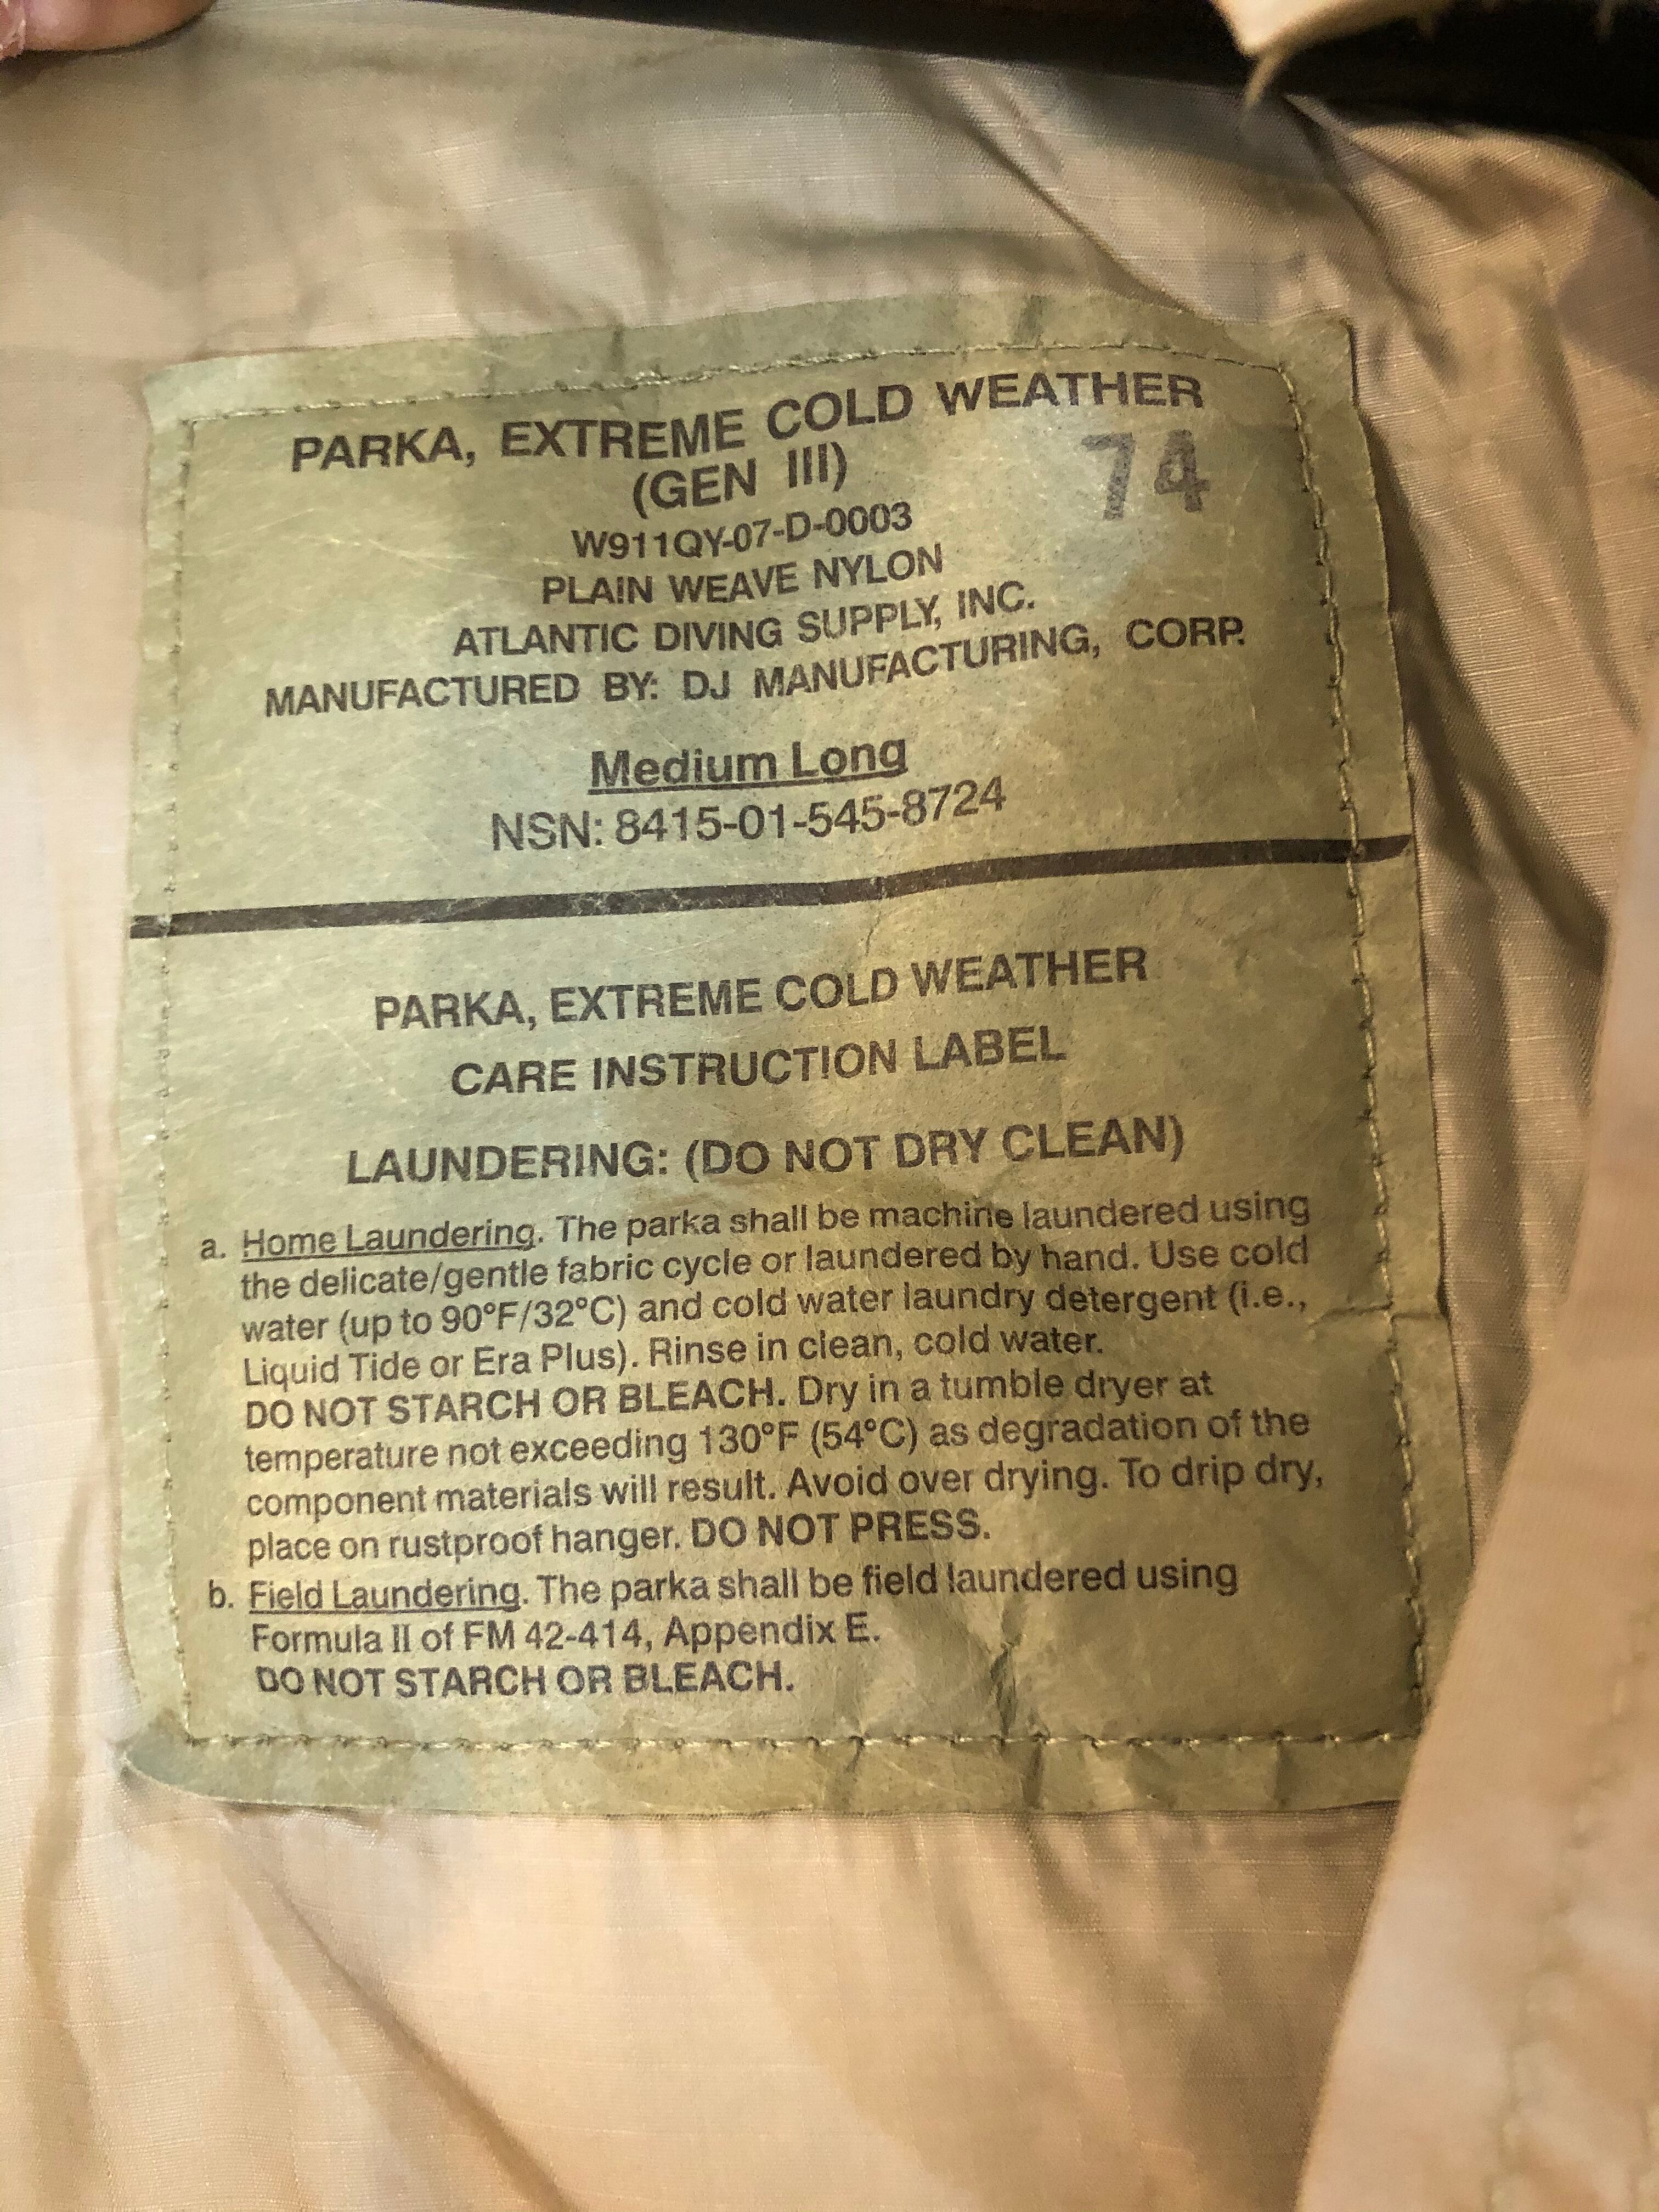 PARKA, EXTREME COLD WEATHER
(GEN III)
74
W911QY-07-D-0003
PLAIN WEAVE NYLON
ATLANTIC DIVING SUPPLY, INC.
MANUFACTURED BY: DJ MANUFACTURING, CORP.
Medium Long
NSN: 8415-01-545-8724
PARKA, EXTREME COLD WEATHER
CARE INSTRUCTION LABEL
LAUNDERING: (DO NOT DRY CLEAN)
a. Home Laundering. The parka shall be machine laundered using
the delicate/gentle fabric cycle or laundered by hand. Use cold
water (up to 90°F/32°C) and cold water laundry detergent (i.e.,
Liquid Tide or Era Plus). Rinse in clean, cold water.
DO NOT STARCH OR BLEACH. Dry in a tumble dryer at
temperature not exceeding 130°F (54°C) as degradation of the
component materials will result. Avoid over drying. To drip dry,
place on rustproof hanger. DO NOT PRESS.
b. Field Laundering. The parka shall be field laundered using
Formula II of FM 42-414, Appendix E.
DO NOT STARCH OR BLEACH.